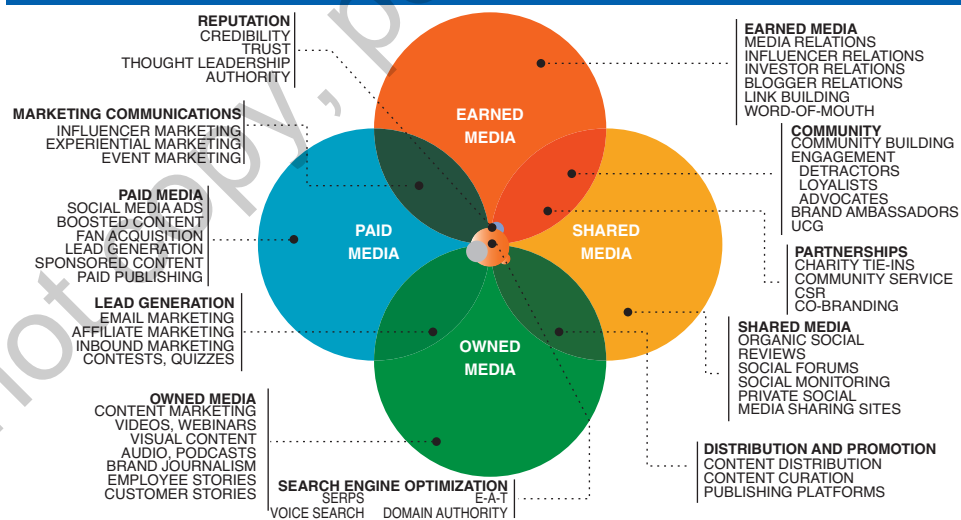 REPUTATION
CREDIBILITY
TRUST
THOUGHT LEADERSHIP
AUTHORITY
MARKETING COMMUNICATIONS
INFLUENCER MARKETING
EXPERIENTIAL MARKETING
EVENT MARKETING
PAID MEDIA
SOCIAL MEDIA ADS
BOOSTED CONTENT
FAN ACQUISITION
LEAD GENERATION
SPONSORED CONTENT
PAID PUBLISHING
LEAD GENERATION
EMAIL MARKETING
AFFILIATE MARKETING
INBOUND MARKETING
CONTESTS, QUIZZES
OWNED MEDIA
CONTENT MARKETING
VIDEOS, WEBINARS
VISUAL CONTENT
AUDIO, PODCASTS
BRAND JOURNALISM
EMPLOYEE STORIES
CUSTOMER STORIES
EARNED
MEDIA
PAID
MEDIA
SHARED
MEDIA
OWNED
MEDIA
SEARCH ENGINE OPTIMIZATION
SERPS E-A-T
VOICE SEARCH DOMAIN AUTHORITY
EARNED MEDIA
MEDIA RELATIONS
INFLUENCER RELATIONS
INVESTOR RELATIONS
BLOGGER RELATIONS
LINK BUILDING
WORD-OF-MOUTH
COMMUNITY
COMMUNITY BUILDING
ENGAGEMENT
DETRACTORS
LOYALISTS
ADVOCATES
BRAND AMBASSADORS
UCG
PARTNERSHIPS
CHARITY TIE-INS
COMMUNITY SERVICE
CSR
CO-BRANDING
SHARED MEDIA
ORGANIC SOCIAL
REVIEWS
SOCIAL FORUMS
SOCIAL MONITORING
PRIVATE SOCIAL
MEDIA SHARING SITES
DISTRIBUTION AND PROMOTION
CONTENT DISTRIBUTION
CONTENT CURATION
PUBLISHING PLATFORMS
not copy, p